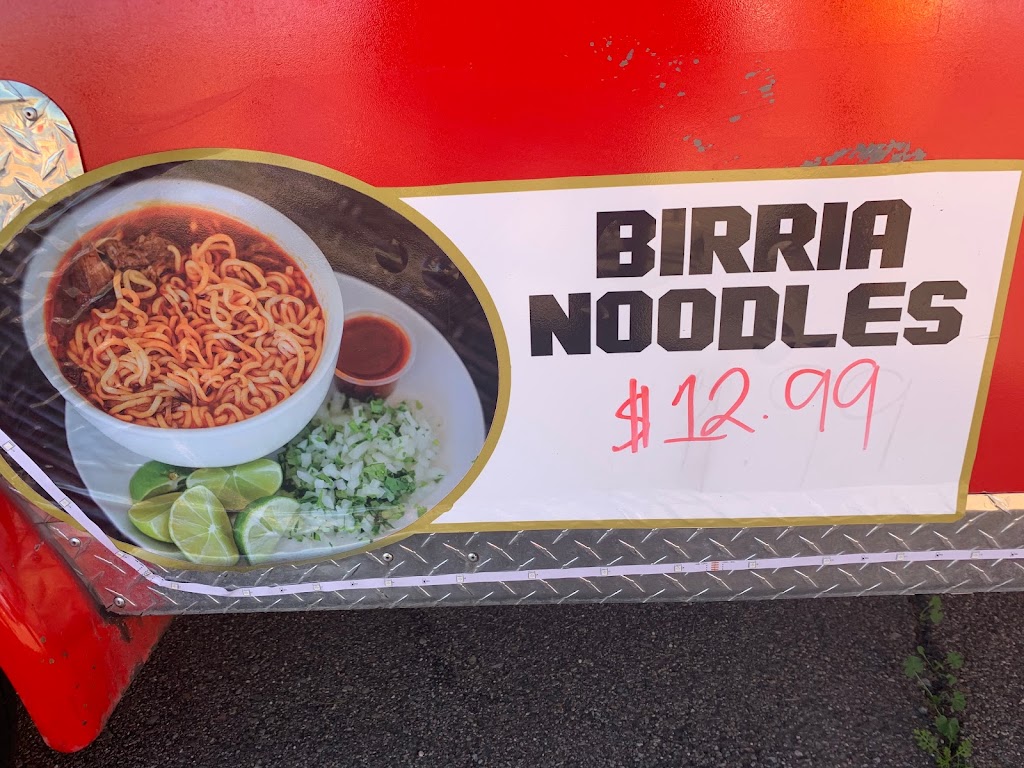 BIRRIA
NOODLES
$12.99